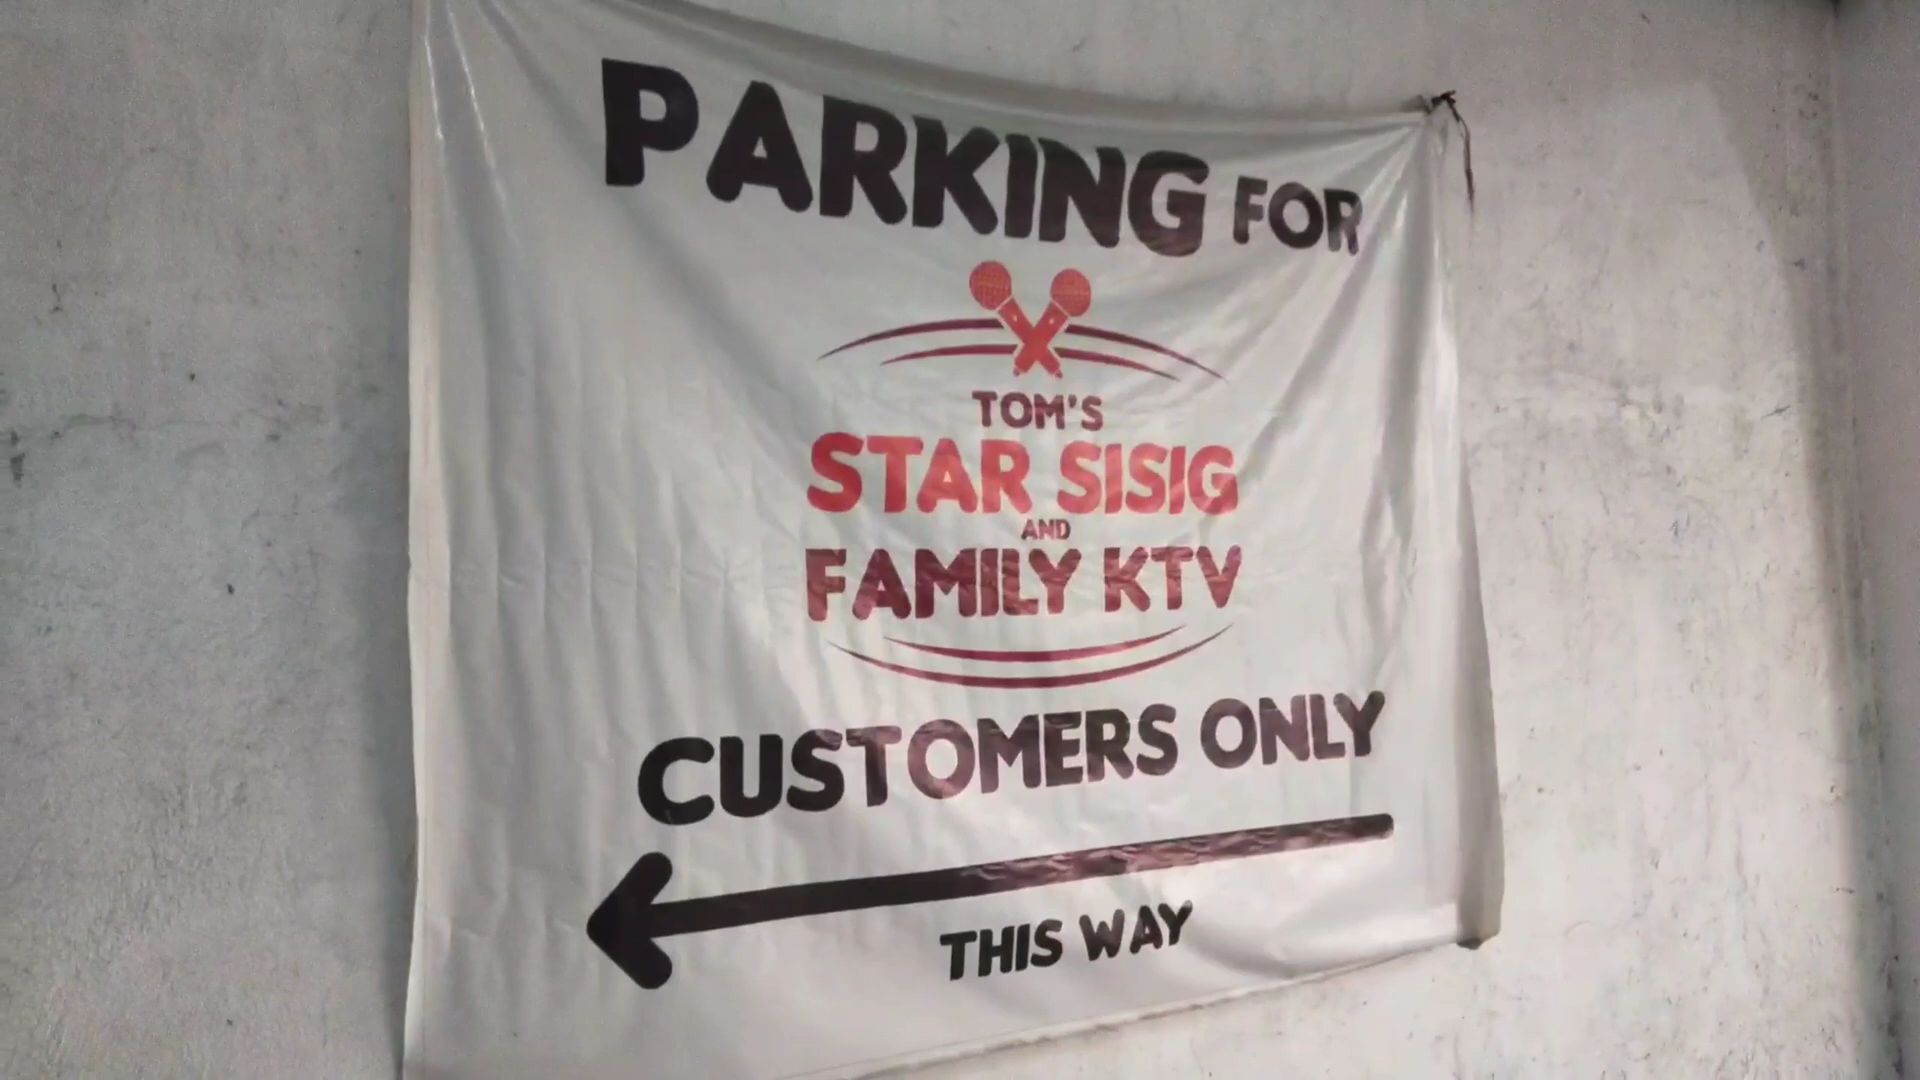 PARKING FOR
TOM'S
STAR SISIG
AND
FAMILY KTV
CUSTOMERS ONLY
THIS WAY